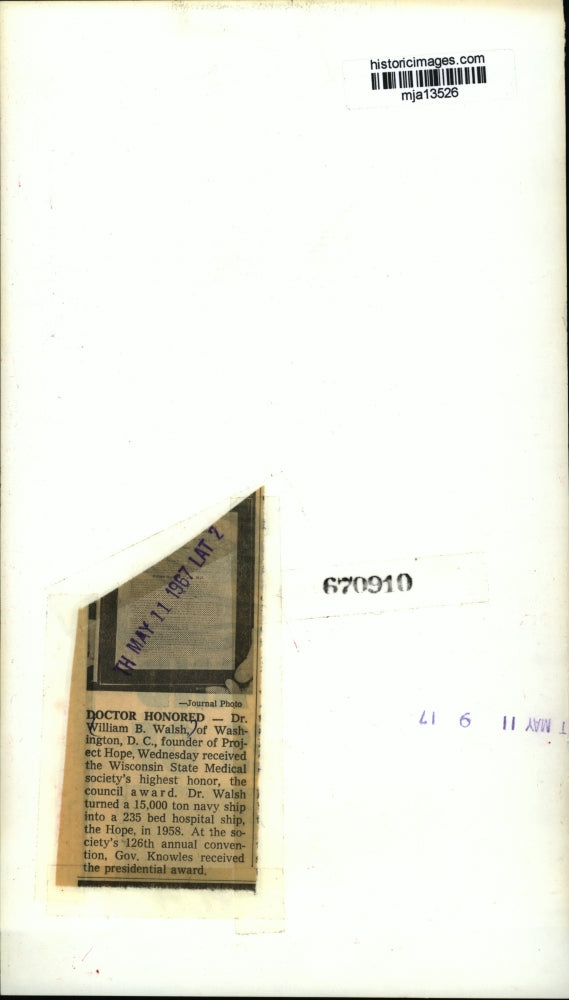 historicimages.com
mja13526
TH MAY 11 1967 LAT 2
—Journal Photo
DOCTOR HONORED — Dr.
William B. Walsh, of Wash-
ington, D. C., founder of Proj-
ect Hope, Wednesday received
the Wisconsin State Medical
society's highest honor, the
council award. Dr. Walsh
turned a 15,000 ton navy ship
into a 235 bed hospital ship,
the Hope, in 1958. At the so-
ciety's 126th annual conven-
tion, Gov. Knowles received
the presidential award.
670910
T MAY 11 9 17